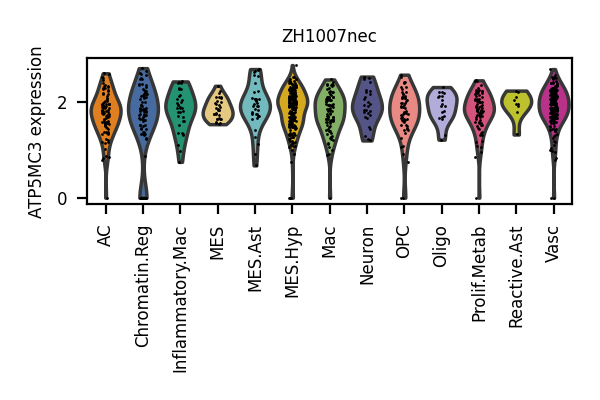 ZH1007nec
ATP5MC3 expression
2
0
AC
Chromatin.Reg
Inflammatory.Mac
MES
MES.Ast
MES.Hyp
Mac
Neuron
OPC
Oligo
Prolif.Metab
Reactive.Ast
Vasc